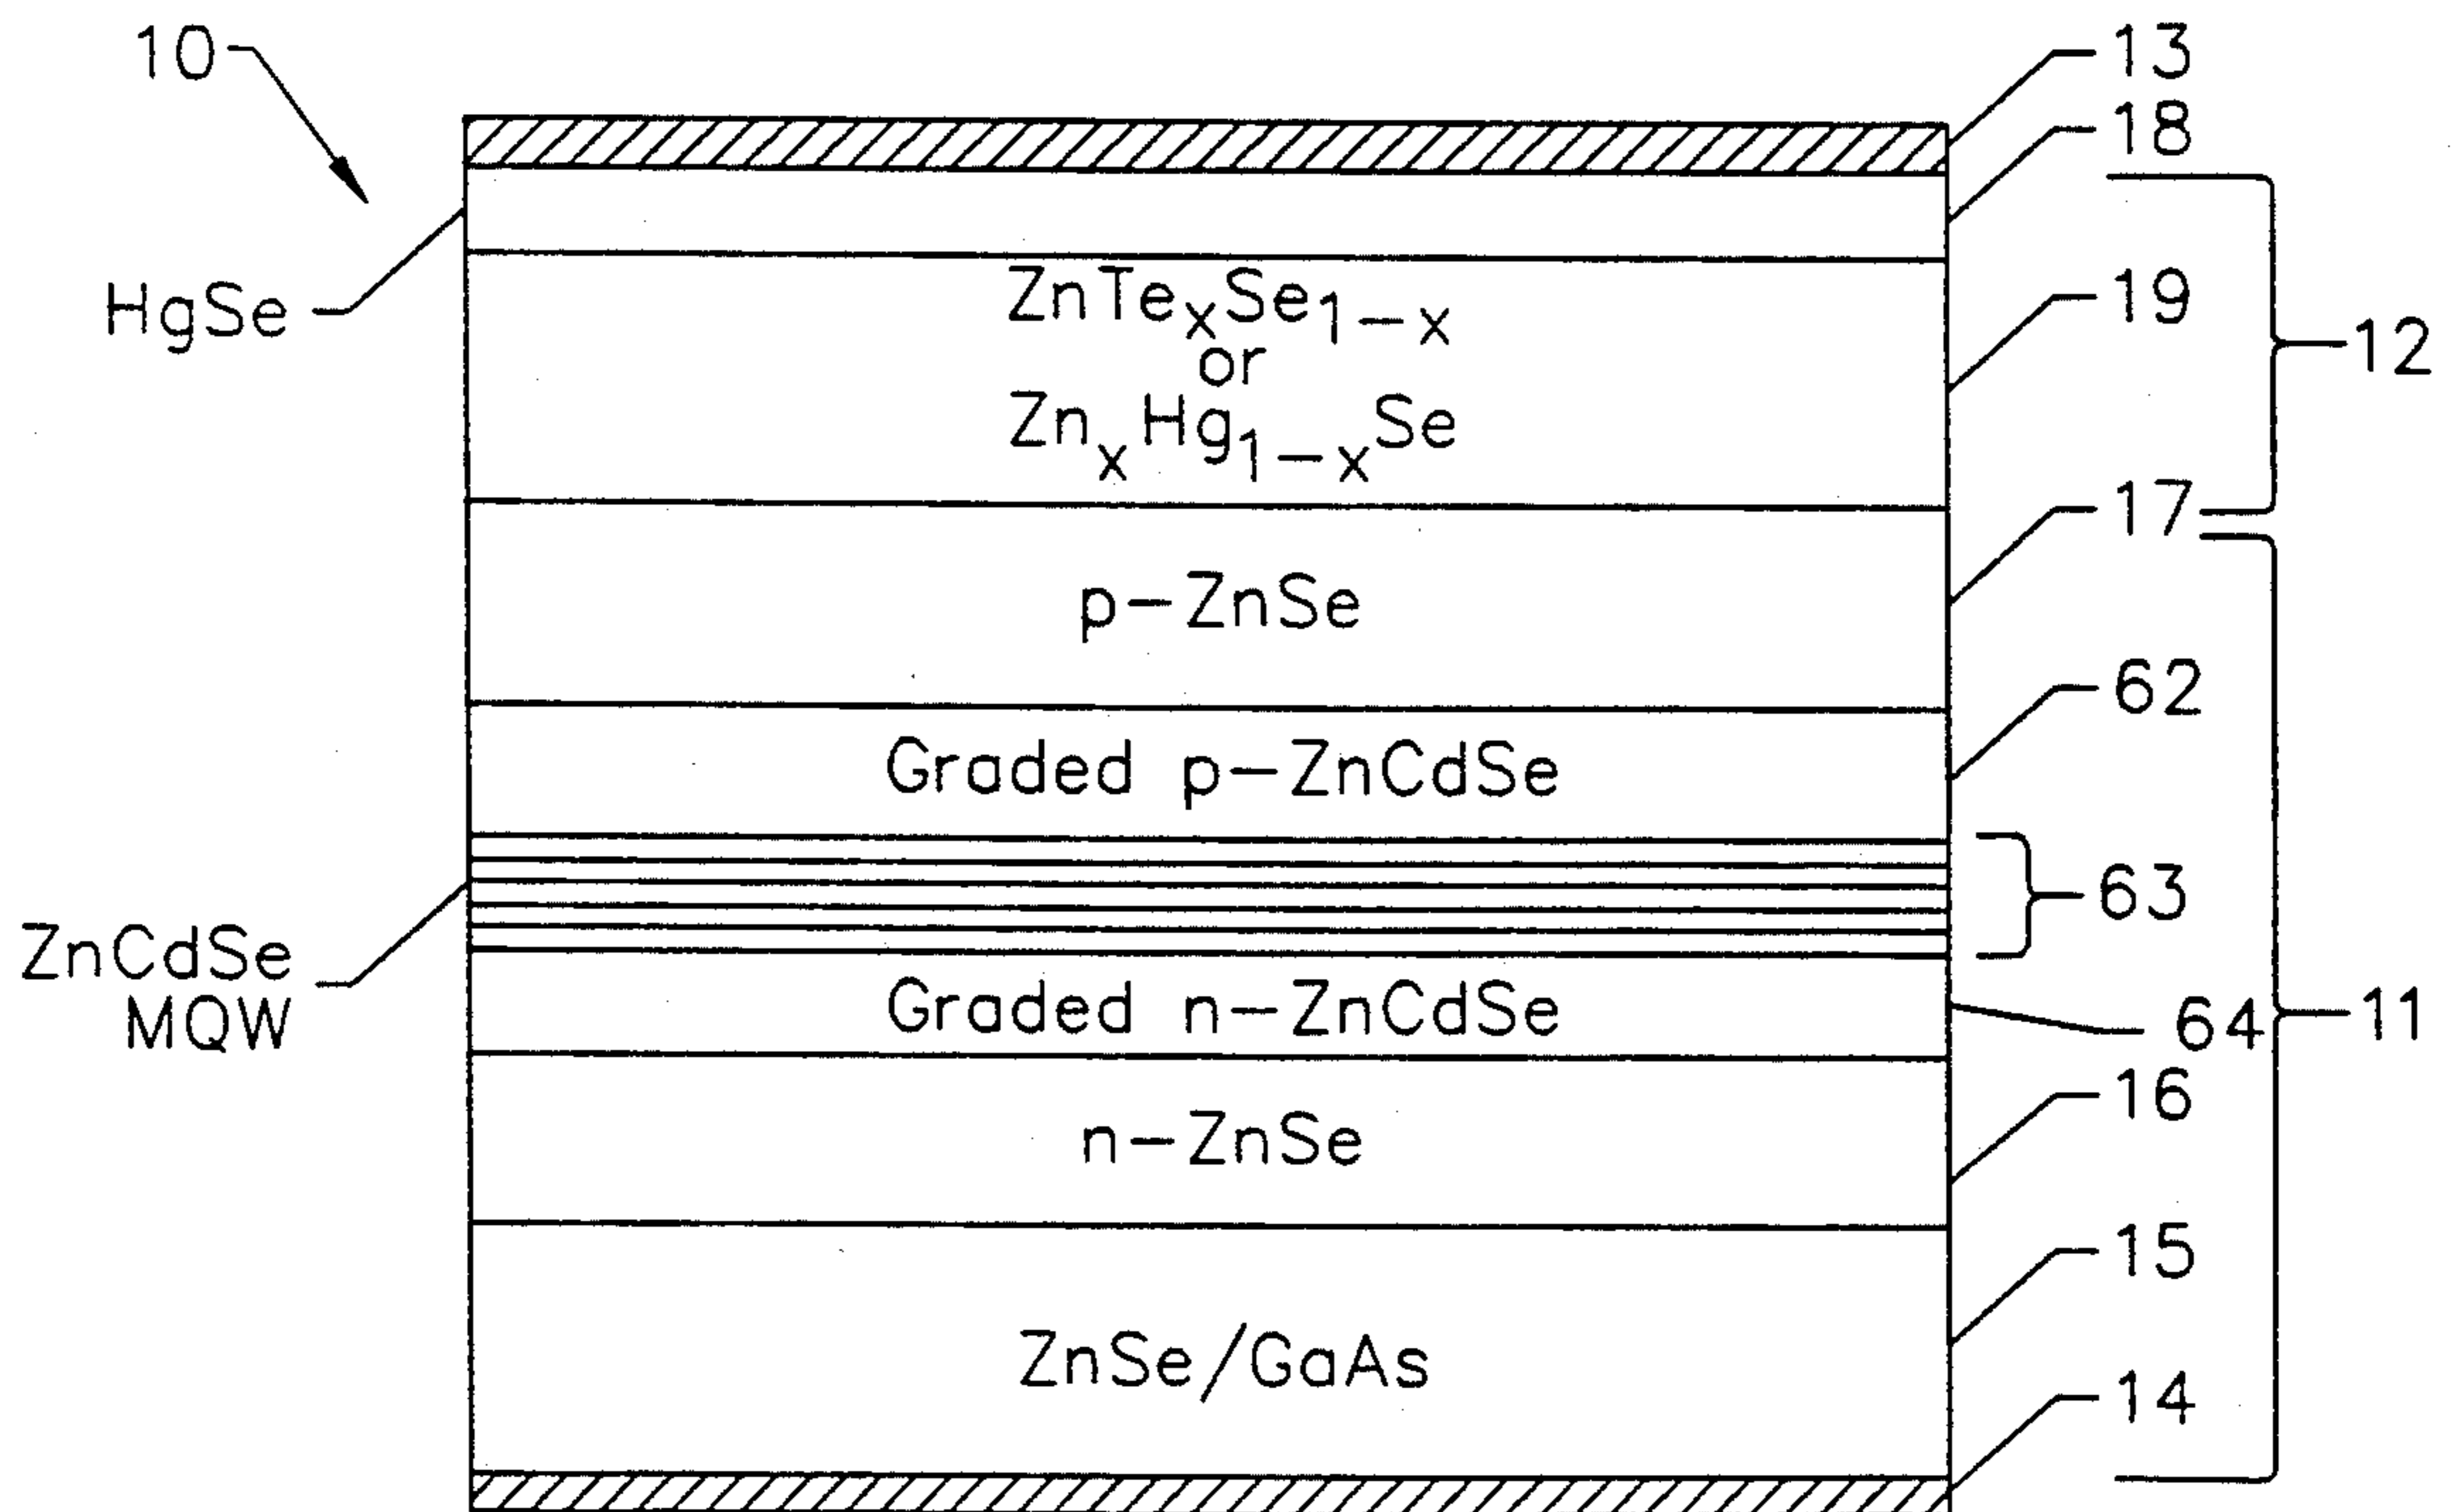 10
13
18
HgSe
ZnTexSe1-x
or
ZnxHg1-xSe
19
12
17
p-ZnSe
62
Graded p-ZnCdSe
63
ZnCdSe
MQW
Graded n-ZnCdSe
64
11
16
n-ZnSe
15
ZnSe/GaAs
14